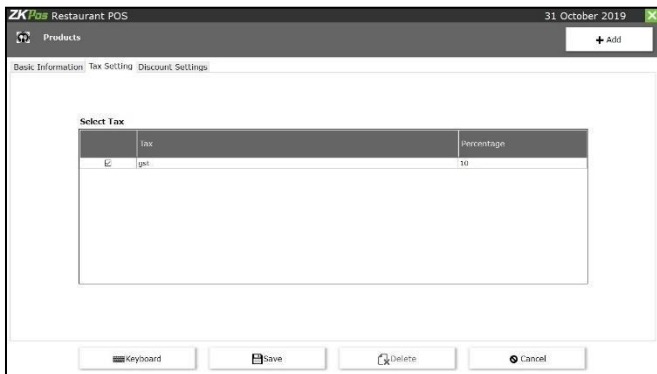 ZKPos Restaurant POS 31 October 2019
Products + Add
Basic Information Tax Setting Discount Settings
Select Tax
Tax Percentage
gst 10
Keyboard Save Delete Cancel